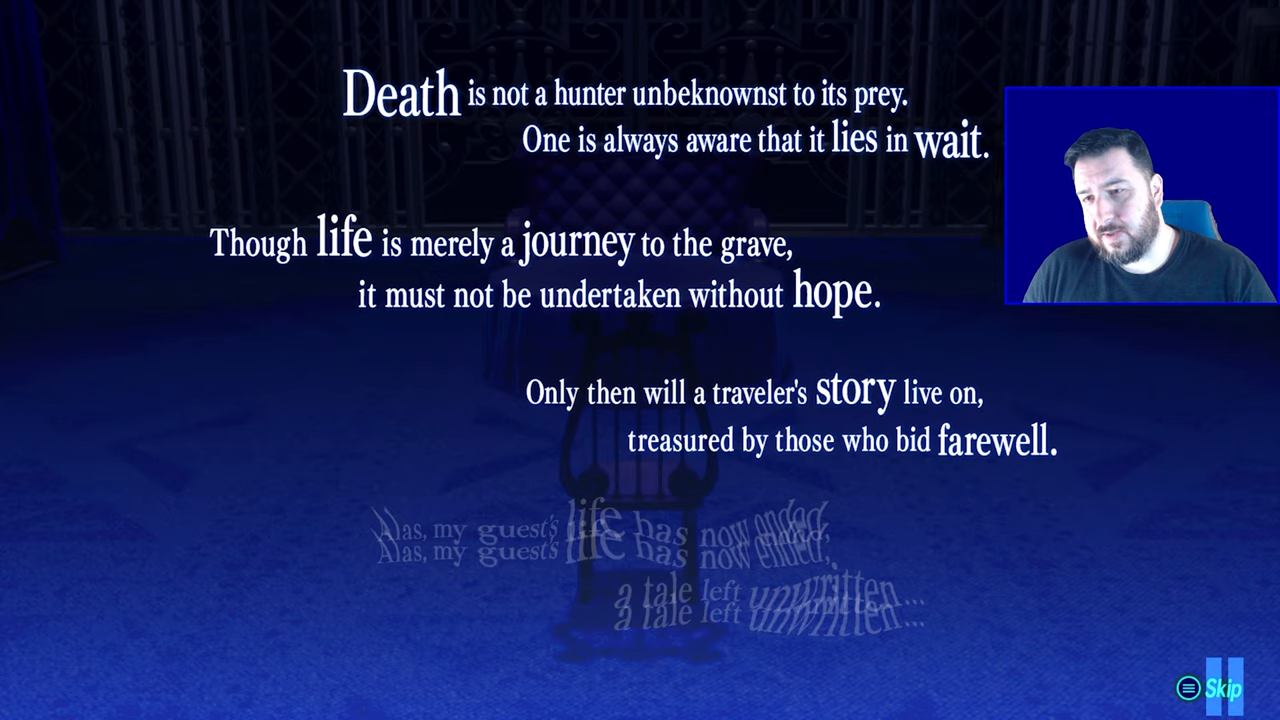 Death is not a hunter unbeknownst to its prey.
One is always aware that it lies in wait.
Though life is merely a journey to the grave,
it must not be undertaken without hope.
Only then will a traveler's story live on,
treasured by those who bid farewell.
Alas, my guest's life has now ended,
a tale left unwritten...
Skip